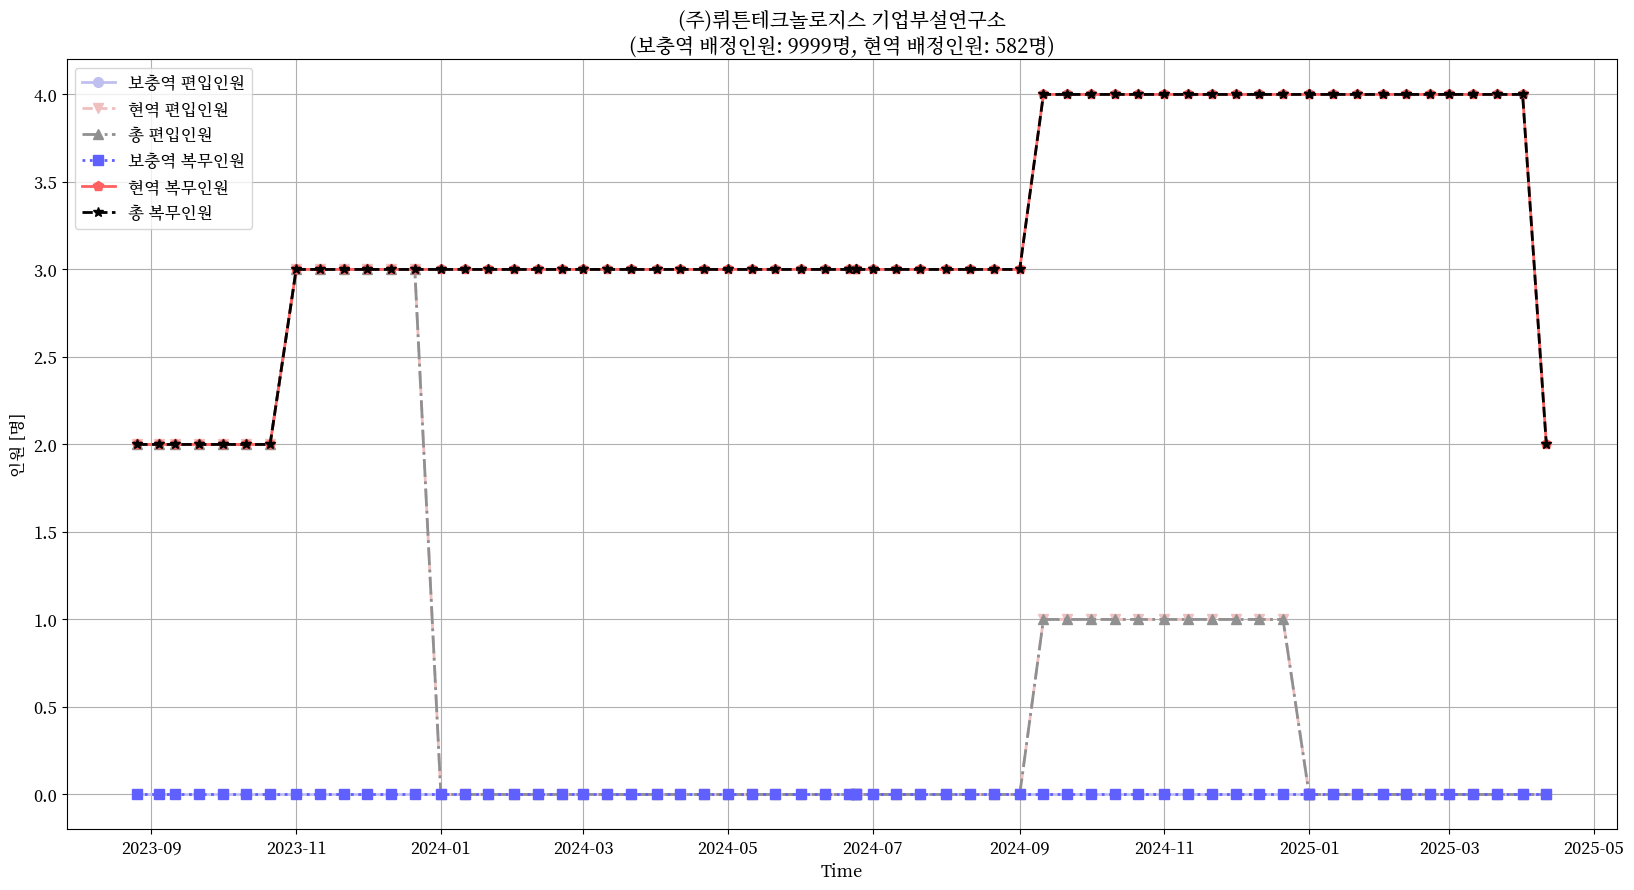 (주)뤼튼테크놀로지스 기업부설연구소
(보충역 배정인원: 9999명, 현역 배정인원: 582명)
보충역 편입인원
현역 편입인원
총 편입인원
보충역 복무인원
현역 복무인원
총 복무인원
4.0
3.5
3.0
2.5
2.0
1.5
1.0
0.5
0.0
인원 [명]
2023-09 2023-11 2024-01 2024-03 2024-05 2024-07 2024-09 2024-11 2025-01 2025-03 2025-05
Time